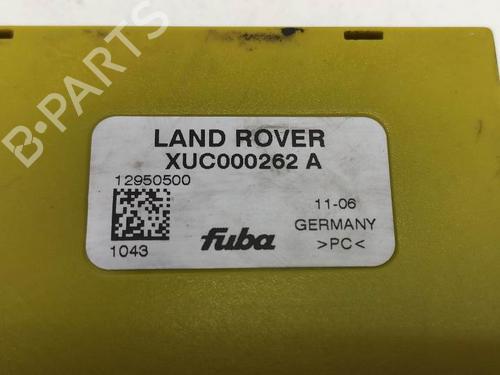 B-PARTS
LAND ROVER
XUC000262 A
12950500
11-06
GERMANY
1043
fuba
>PC<